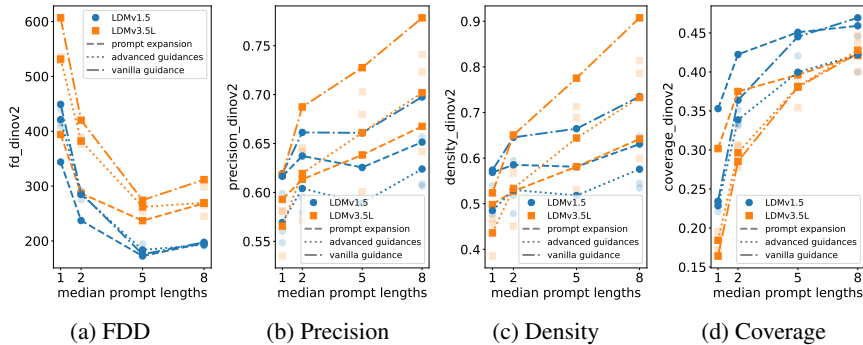 fd_dinov2
600
500
400
300
200
1 2 5 8
median prompt lengths
LDMv1.5
LDMv3.5L
prompt expansion
advanced guidances
vanilla guidance
(a) FDD
precision_dinov2
0.75
0.70
0.65
0.60
0.55
1 2 5 8
median prompt lengths
LDMv1.5
LDMv3.5L
prompt expansion
advanced guidances
vanilla guidance
(b) Precision
density_dinov2
0.9
0.8
0.7
0.6
0.5
0.4
1 2 5 8
median prompt lengths
LDMv1.5
LDMv3.5L
prompt expansion
advanced guidances
vanilla guidance
(c) Density
coverage_dinov2
0.45
0.40
0.35
0.30
0.25
0.20
0.15
1 2 5 8
median prompt lengths
LDMv1.5
LDMv3.5L
prompt expansion
advanced guidances
vanilla guidance
(d) Coverage